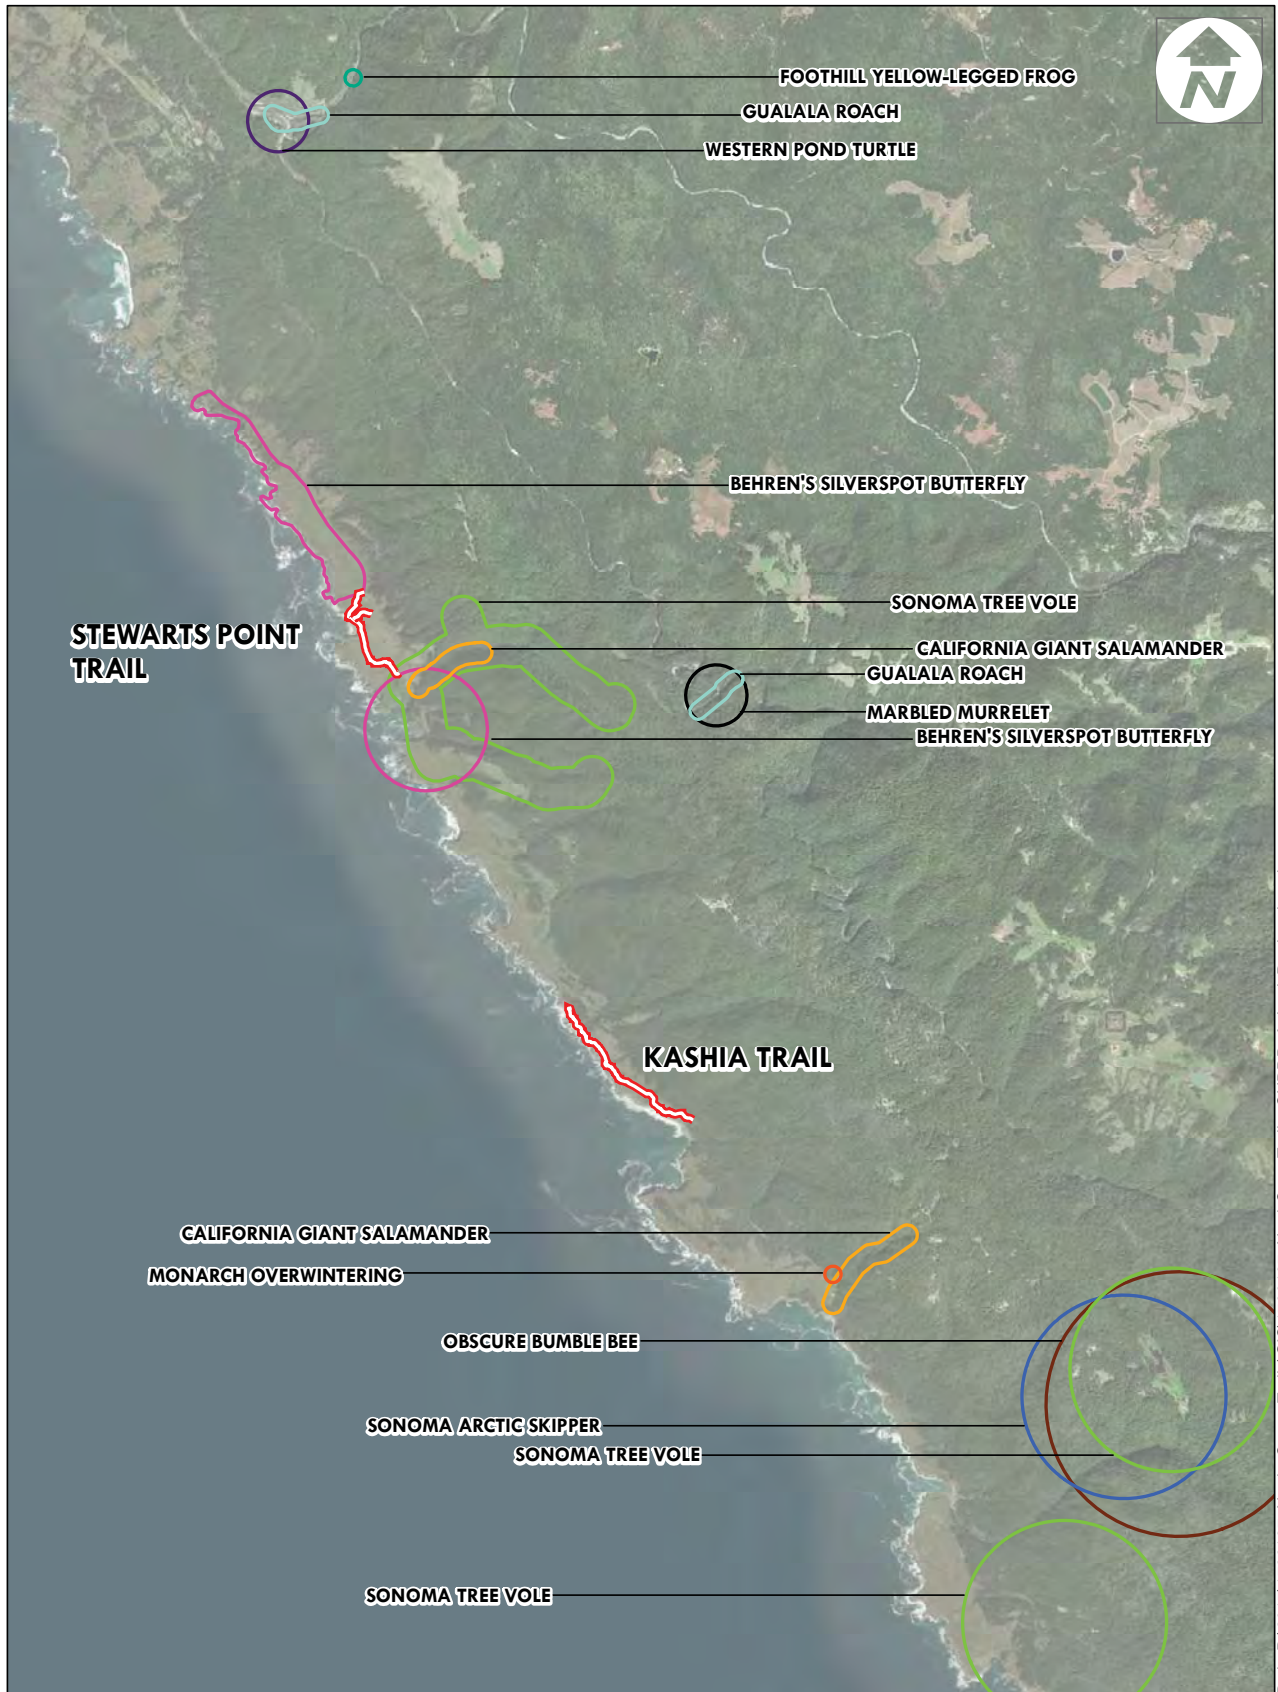 N
FOOTHILL YELLOW-LEGGED FROG
GUALALA ROACH
WESTERN POND TURTLE
BEHREN'S SILVERSPOT BUTTERFLY
SONOMA TREE VOLE
STEWARTS POINT
TRAIL
CALIFORNIA GIANT SALAMANDER
GUALALA ROACH
MARBLED MURRELET
BEHREN'S SILVERSPOT BUTTERFLY
KASHIA TRAIL
CALIFORNIA GIANT SALAMANDER
MONARCH OVERWINTERING
OBSCURE BUMBLE BEE
SONOMA ARCTIC SKIPPER
SONOMA TREE VOLE
SONOMA TREE VOLE